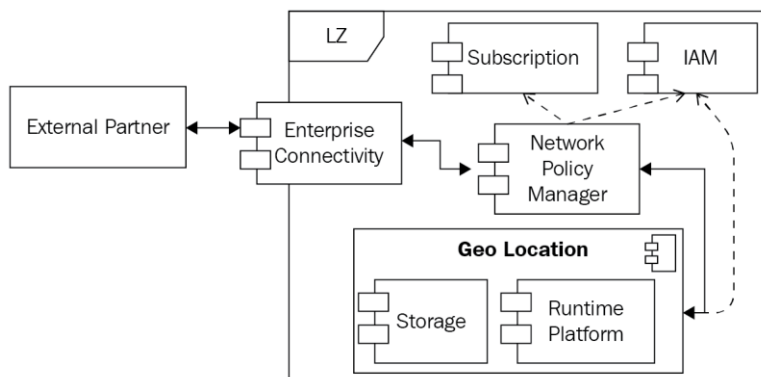 LZ
Subscription
IAM
External Partner
Enterprise
Connectivity
Network
Policy
Manager
Geo Location
Storage
Runtime
Platform